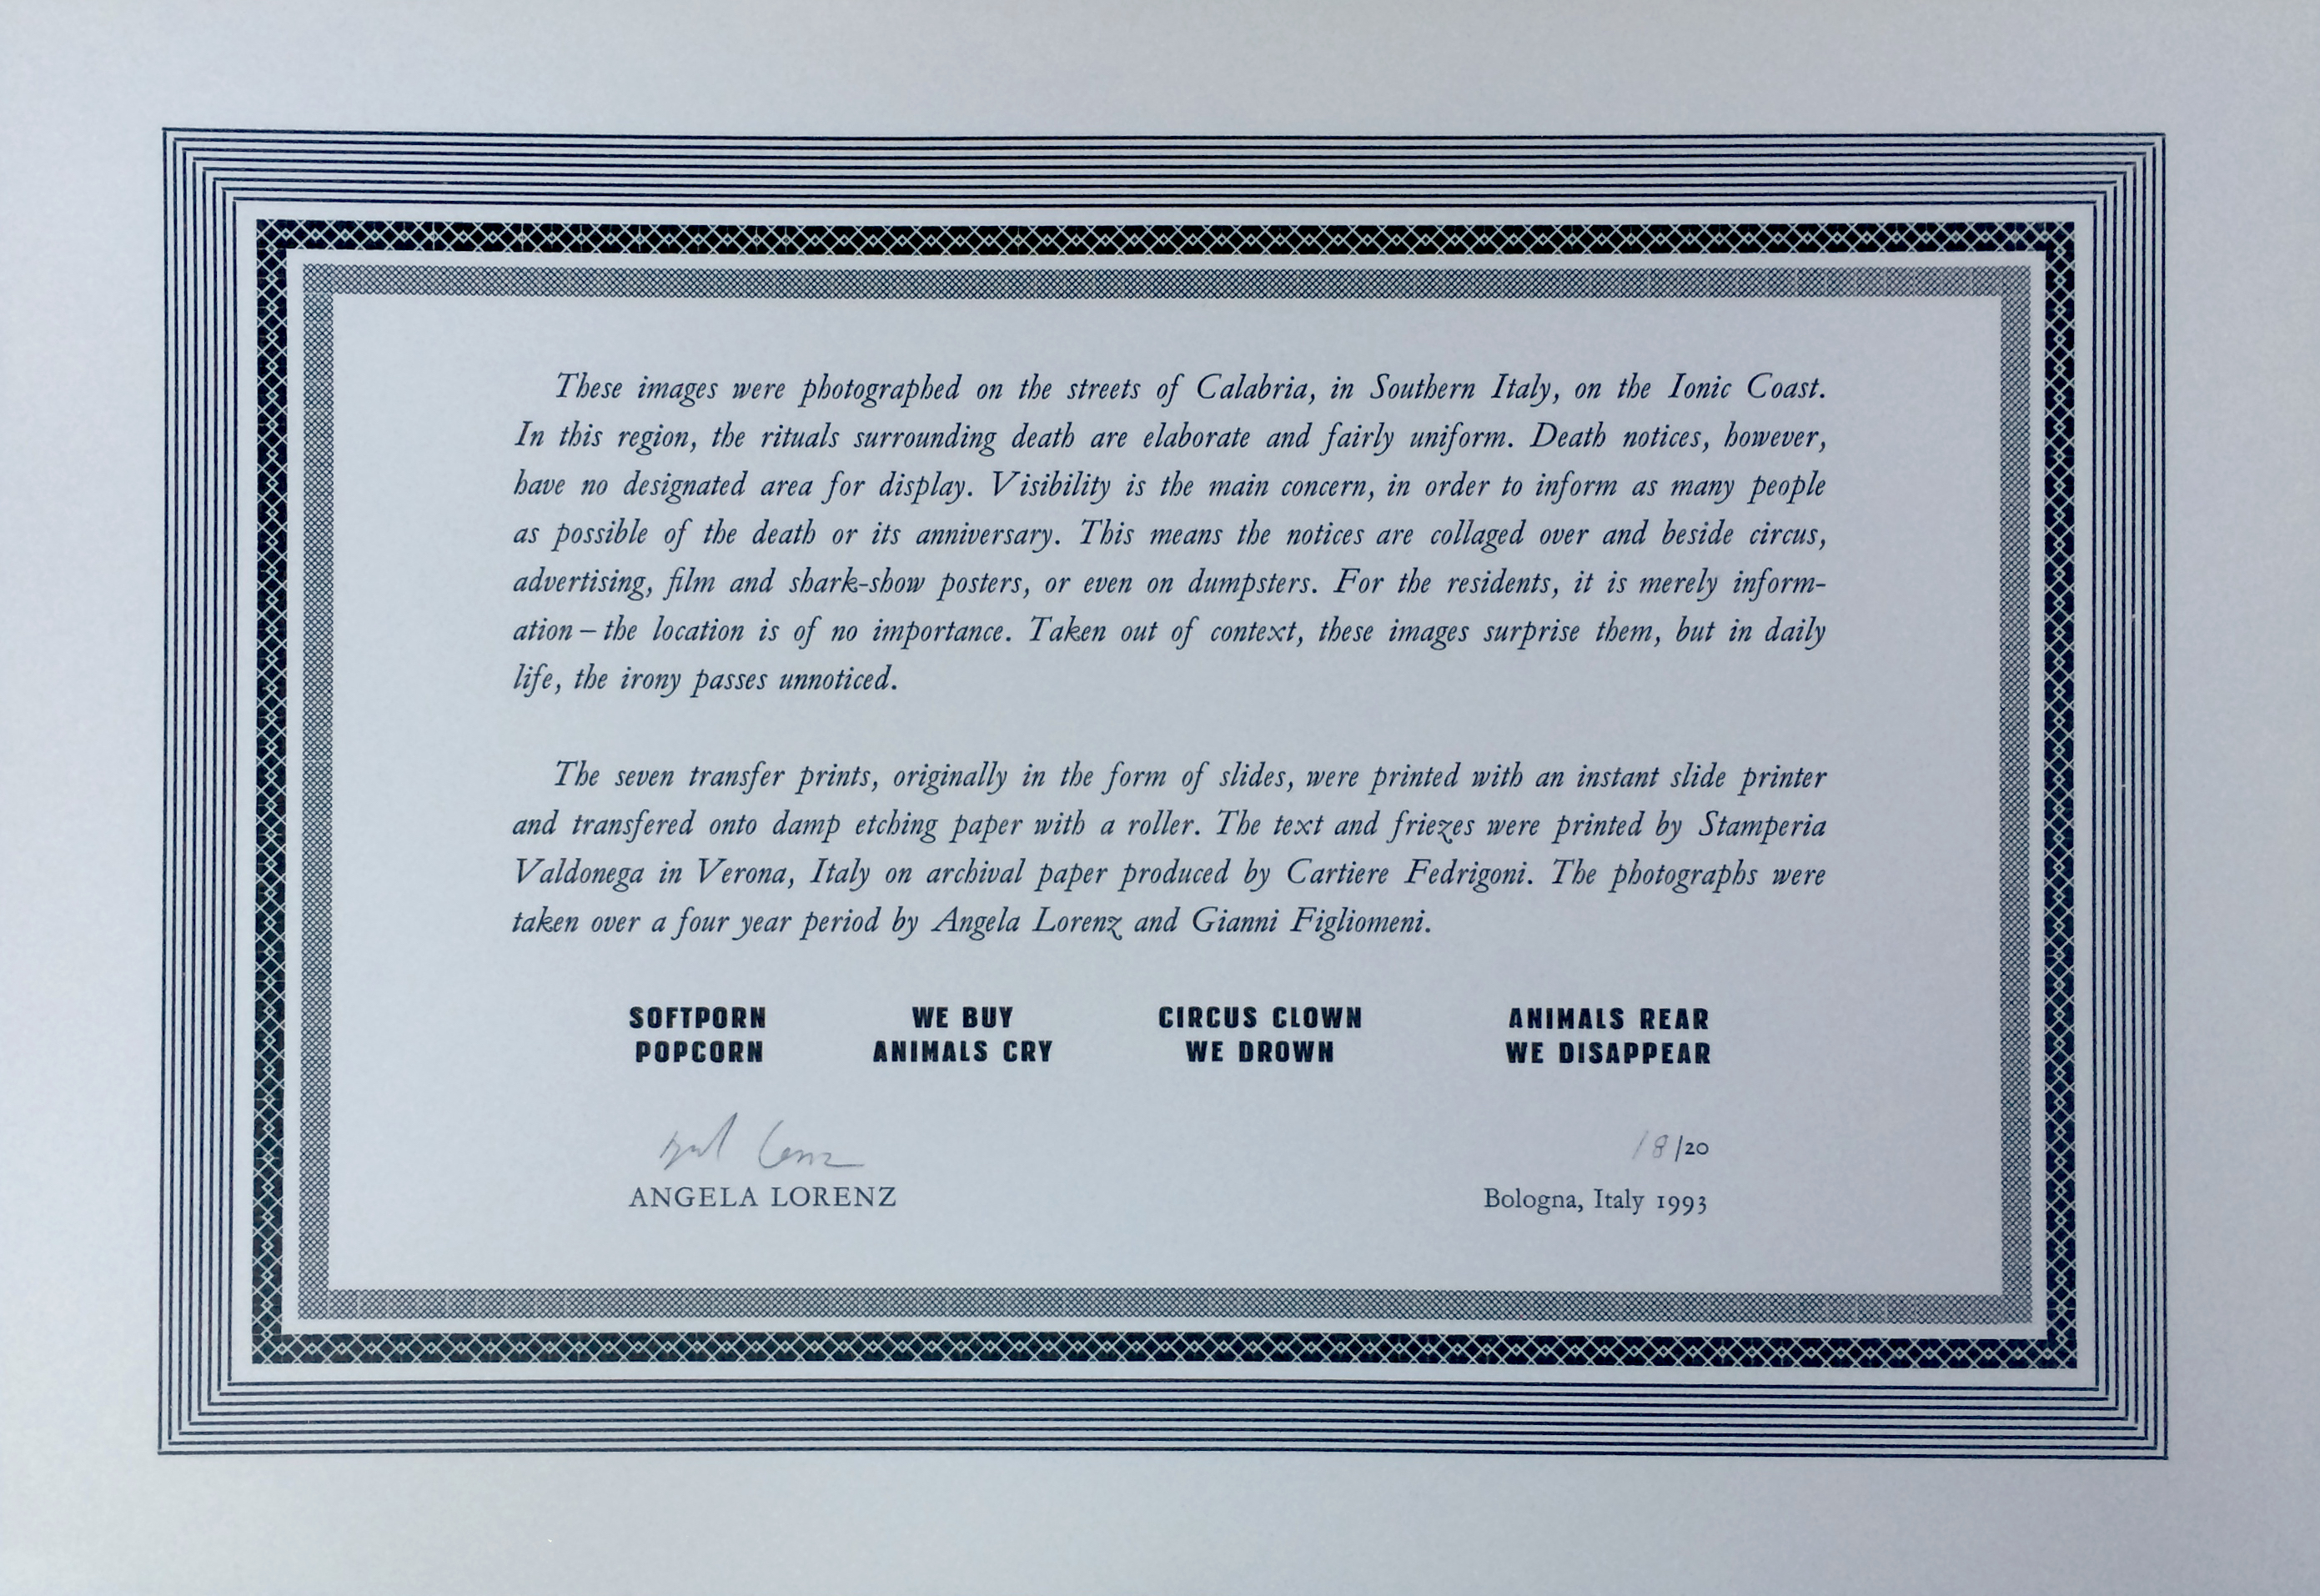 These images were photographed on the streets of Calabria, in Southern Italy, on the Ionic Coast.
In this region, the rituals surrounding death are elaborate and fairly uniform. Death notices, however,
have no designated area for display. Visibility is the main concern, in order to inform as many people
as possible of the death or its anniversary. This means the notices are collaged over and beside circus,
advertising, film and shark-show posters, or even on dumpsters. For the residents, it is merely inform-
ation – the location is of no importance. Taken out of context, these images surprise them, but in daily
life, the irony passes unnoticed.
The seven transfer prints, originally in the form of slides, were printed with an instant slide printer
and transfered onto damp etching paper with a roller. The text and friezes were printed by Stamperia
Valdonega in Verona, Italy on archival paper produced by Cartiere Fedrigoni. The photographs were
taken over a four year period by Angela Lorenz and Gianni Figliomeni.
SOFTPORN
POPCORN
WE BUY
ANIMALS CRY
CIRCUS CLOWN
WE DROWN
ANIMALS REAR
WE DISAPPEAR
18/20
ANGELA LORENZ
Bologna, Italy 1993